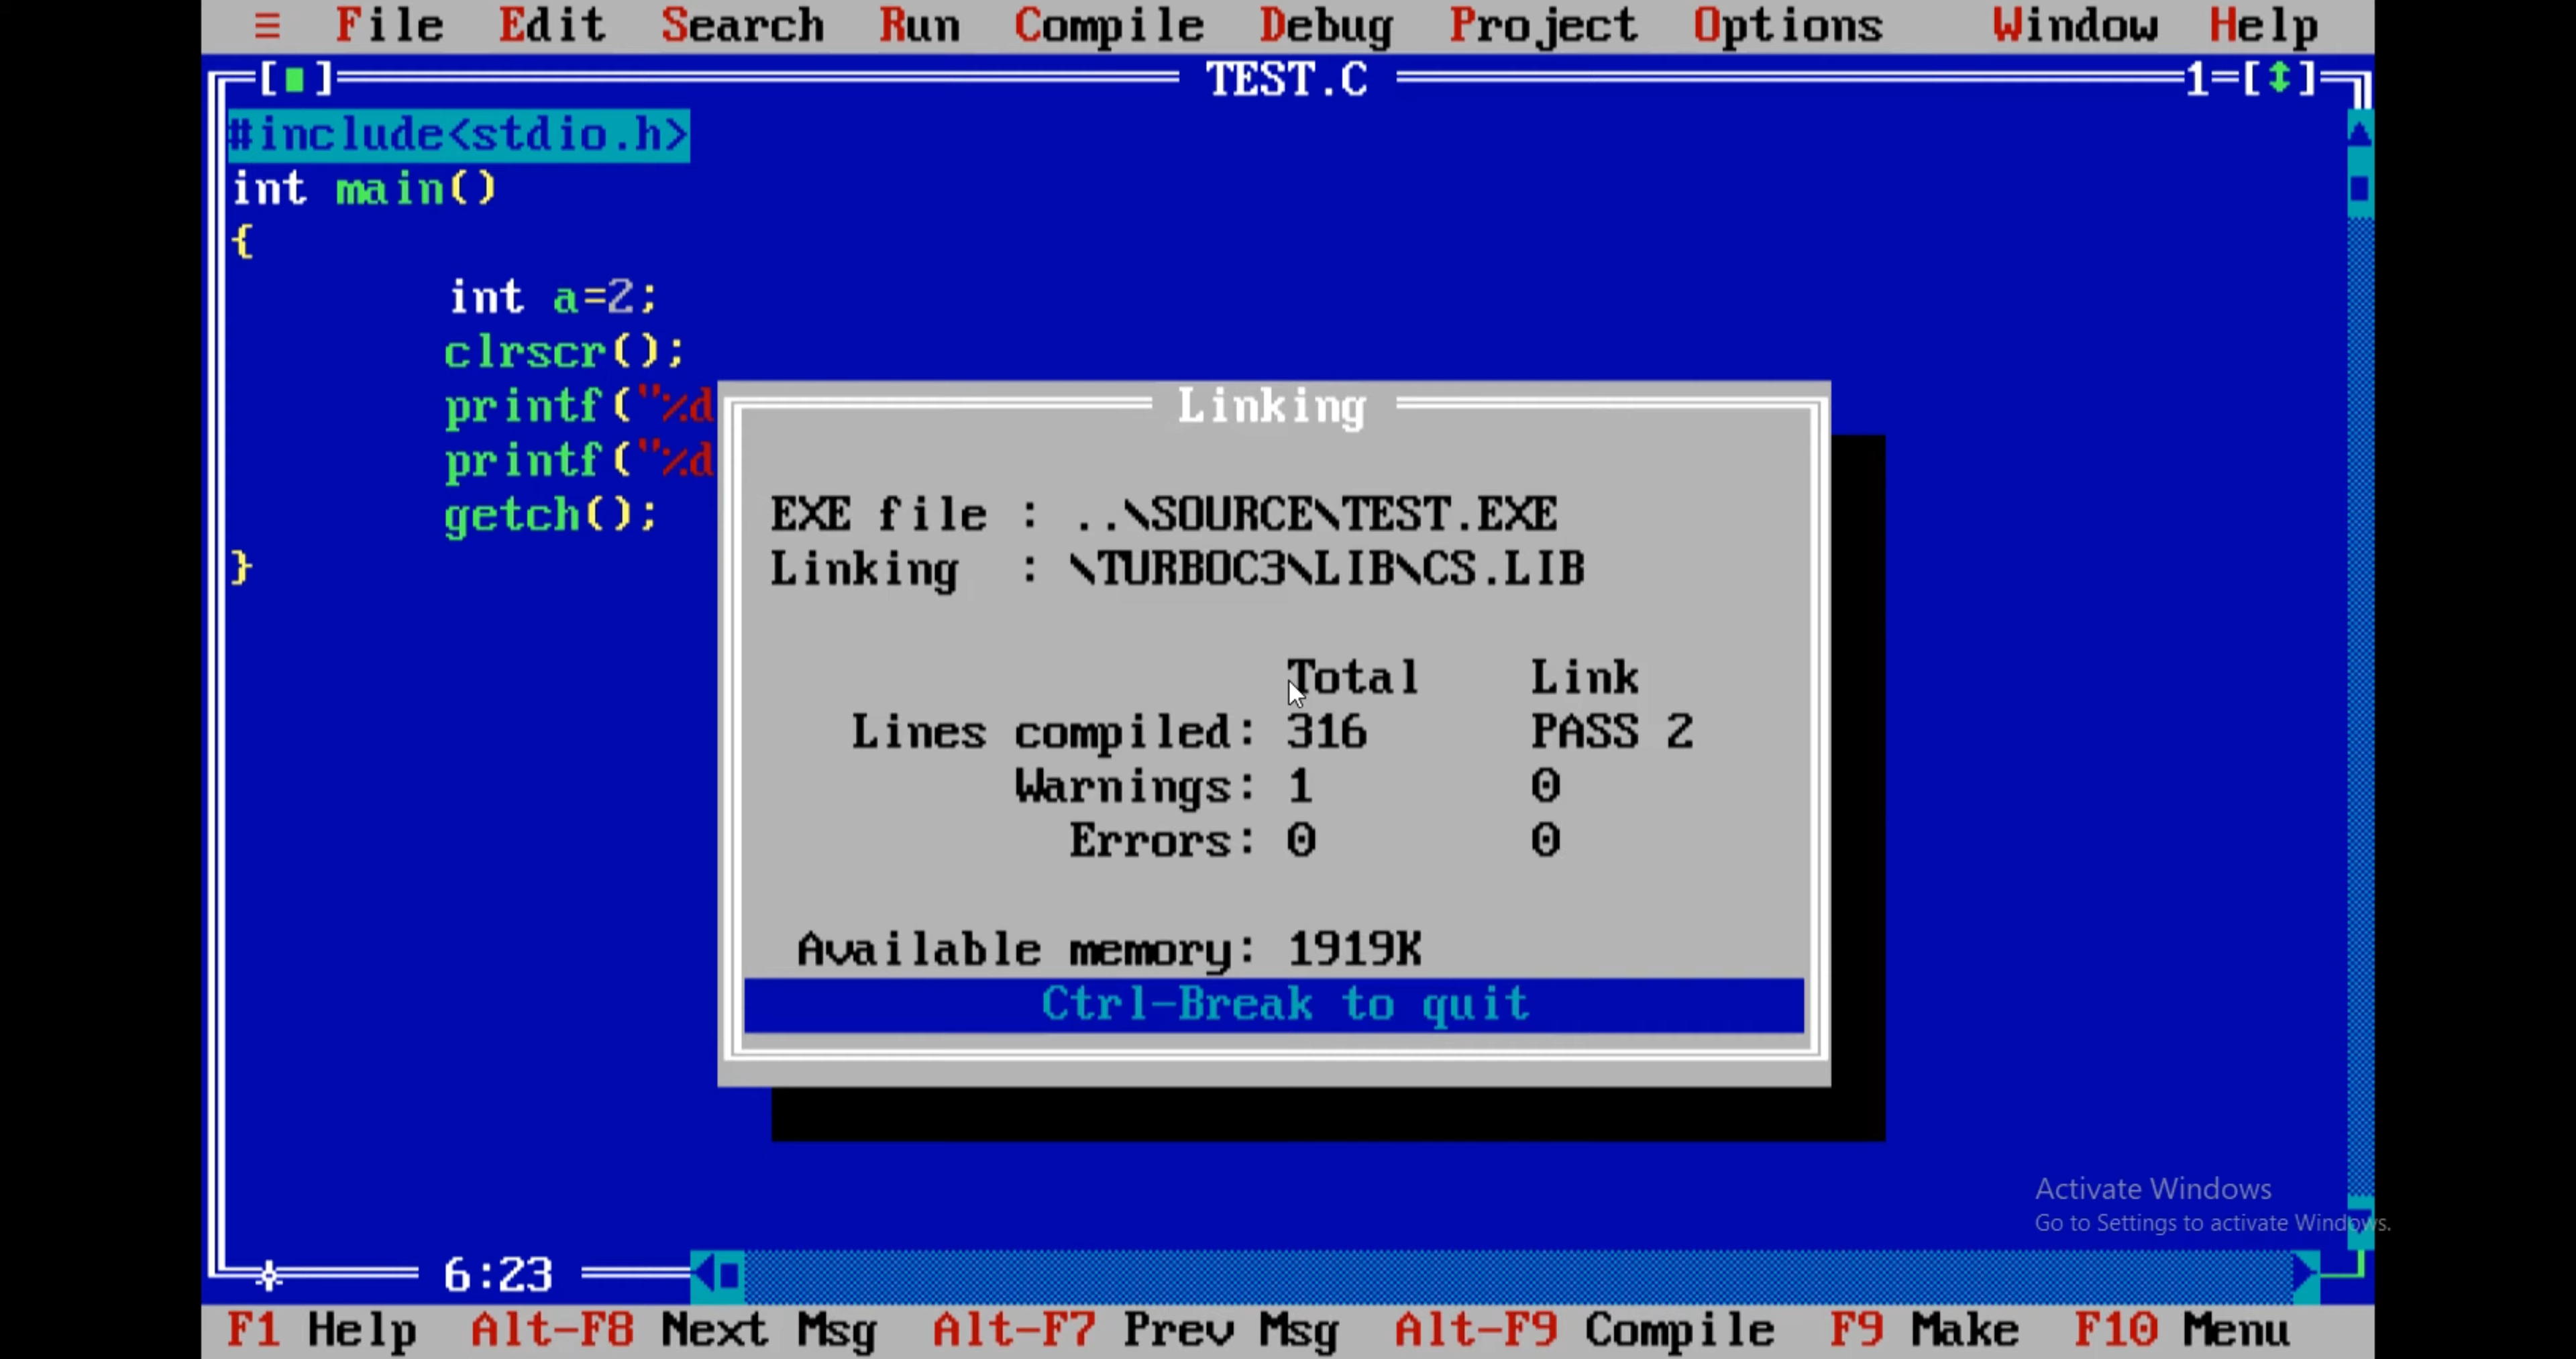 ≡ File Edit Search Run Compile Debug Project Options Window Help
[■] TEST.C 1=[↕]
#include<stdio.h>
int main()
{
int a=2;
clrscr();
printf("%d
printf("%d
getch();
}
Linking
EXE file : ..\SOURCE\TEST.EXE
Linking : \TURBOC3\LIB\CS.LIB
Total Link
Lines compiled: 316 PASS 2
Warnings: 1 0
Errors: 0 0
Available memory: 1919K
Ctrl-Break to quit
Activate Windows
Go to Settings to activate Windows.
6:23
F1 Help Alt-F8 Next Msg Alt-F7 Prev Msg Alt-F9 Compile F9 Make F10 Menu